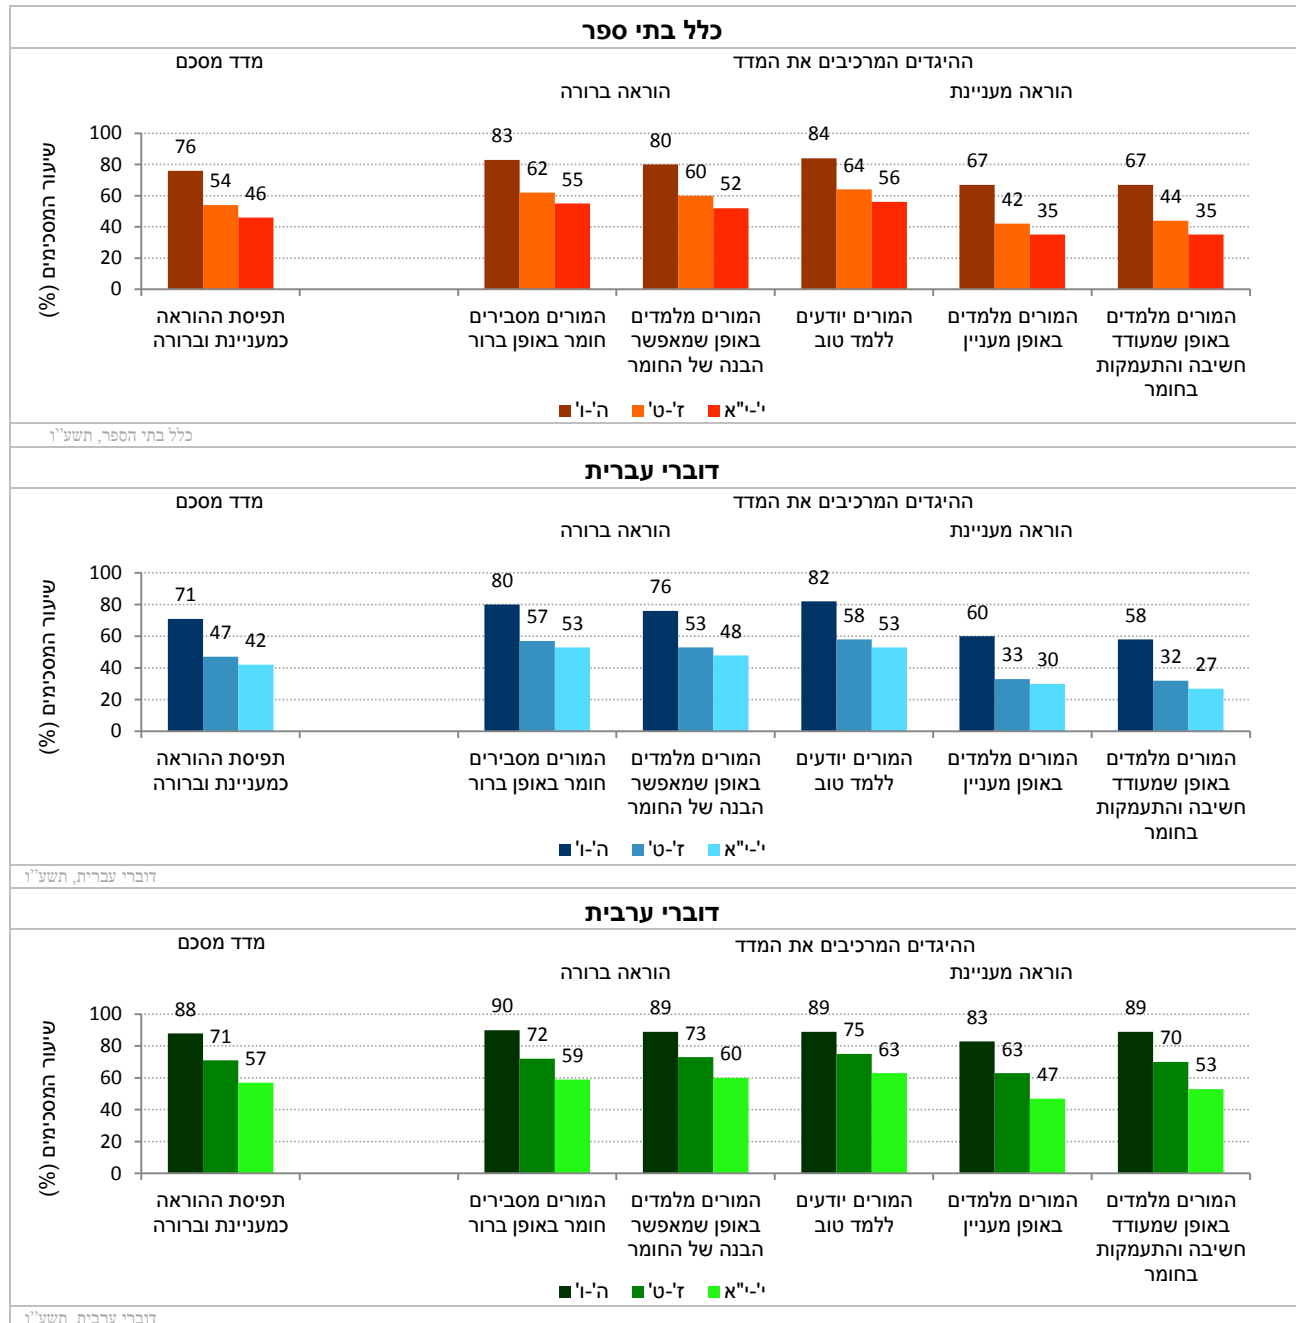 כלל בתי ספר
מדד מסכם
ההיגדים המרכיבים את המדד
הוראה ברורה
הוראה מעניינת
שיעור המסכימים (%)
100
80
60
40
20
0
76 54 46
83 62 55
80 60 52
84 64 56
67 42 35
67 44 35
תפיסת ההוראה
כמעניינת וברורה
המורים מסבירים
חומר באופן ברור
המורים מלמדים
באופן שמאפשר
הבנה של החומר
המורים יודעים
ללמד טוב
המורים מלמדים
באופן מעניין
המורים מלמדים
באופן שמעודד
חשיבה והתעמקות
בחומר
ה'-ו' ז'-ט' י'-י"א
כלל בתי הספר, תשע''ו
דוברי עברית
מדד מסכם
ההיגדים המרכיבים את המדד
הוראה ברורה
הוראה מעניינת
שיעור המסכימים (%)
100
80
60
40
20
0
71 47 42
80 57 53
76 53 48
82 58 53
60 33 30
58 32 27
תפיסת ההוראה
כמעניינת וברורה
המורים מסבירים
חומר באופן ברור
המורים מלמדים
באופן שמאפשר
הבנה של החומר
המורים יודעים
ללמד טוב
המורים מלמדים
באופן מעניין
המורים מלמדים
באופן שמעודד
חשיבה והתעמקות
בחומר
ה'-ו' ז'-ט' י'-י"א
דוברי עברית, תשע''ו
דוברי ערבית
מדד מסכם
ההיגדים המרכיבים את המדד
הוראה ברורה
הוראה מעניינת
שיעור המסכימים (%)
100
80
60
40
20
0
88 71 57
90 72 59
89 73 60
89 75 63
83 63 47
89 70 53
תפיסת ההוראה
כמעניינת וברורה
המורים מסבירים
חומר באופן ברור
המורים מלמדים
באופן שמאפשר
הבנה של החומר
המורים יודעים
ללמד טוב
המורים מלמדים
באופן מעניין
המורים מלמדים
באופן שמעודד
חשיבה והתעמקות
בחומר
ה'-ו' ז'-ט' י'-י"א
דוברי ערבית, תשע''ו